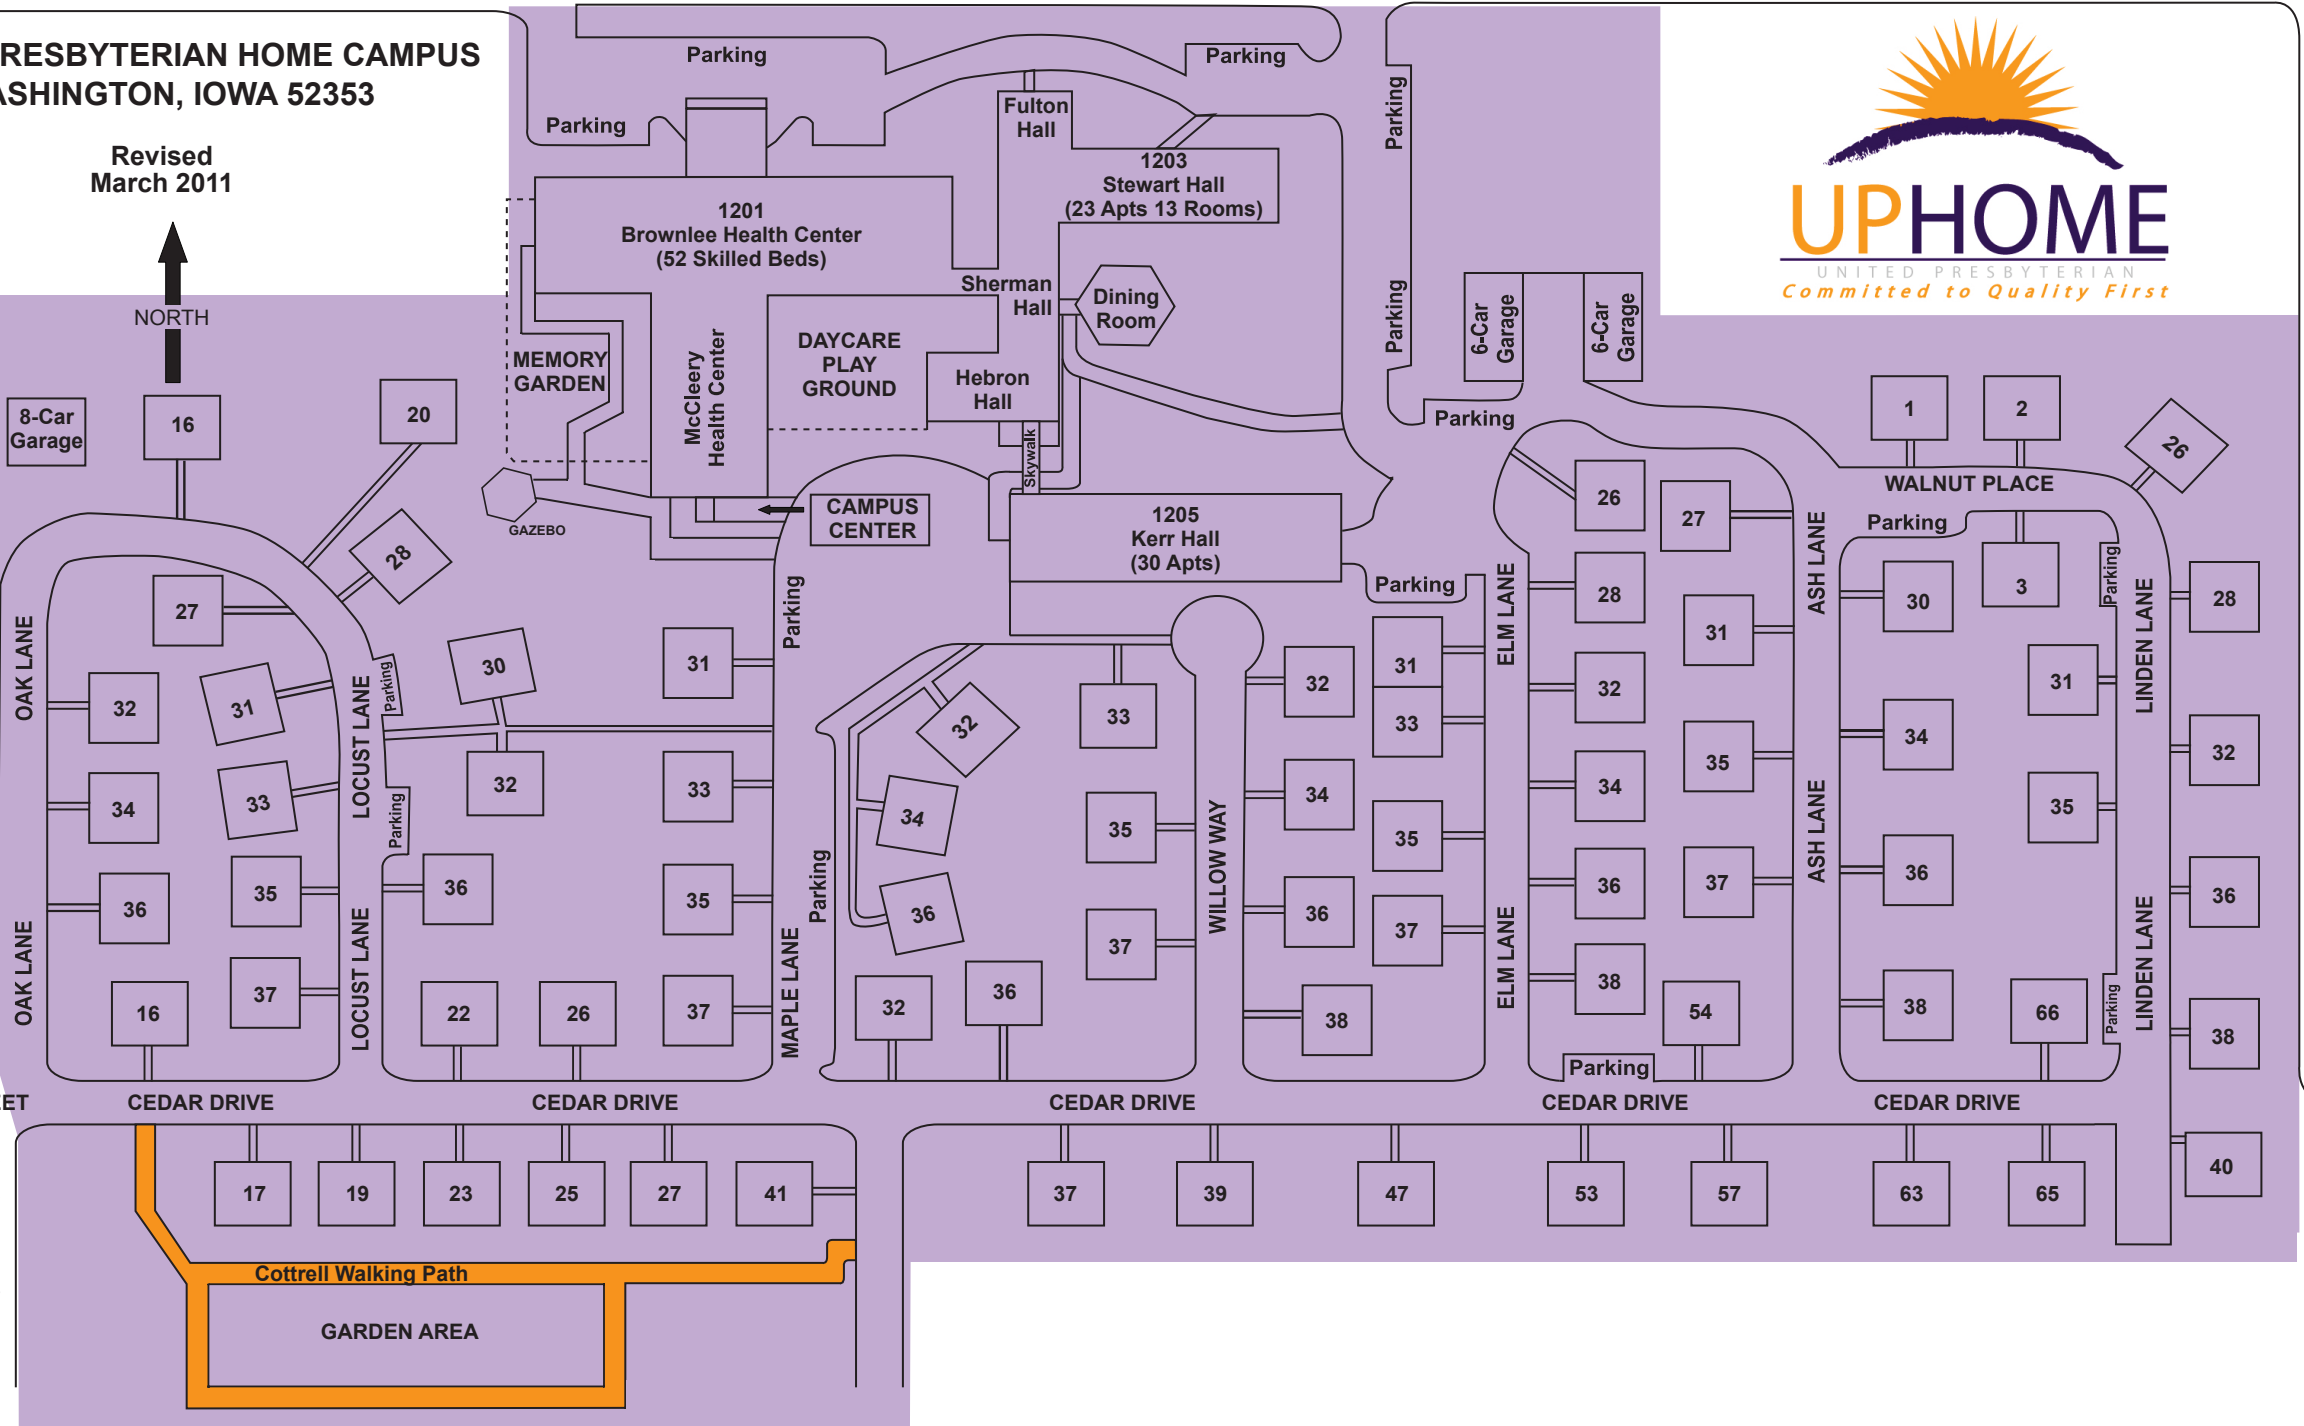 RESBYTERIAN HOME CAMPUS
ASHINGTON, IOWA 52353
Revised
March 2011
NORTH
Parking
Parking
Parking
Parking
Parking
Fulton
Hall
1203
Stewart Hall
(23 Apts 13 Rooms)
1201
Brownlee Health Center
(52 Skilled Beds)
Sherman
Hall
Dining
Room
UPHOME
UNITED PRESBYTERIAN
Committed to Quality First
6-Car
Garage
6-Car
Garage
MEMORY
GARDEN
McCleery
Health Center
DAYCARE
PLAY
GROUND
Hebron
Hall
Skywalk
Parking
8-Car
Garage
16
20
1
2
26
WALNUT PLACE
GAZEBO
CAMPUS
CENTER
1205
Kerr Hall
(30 Apts)
Parking
26
27
Parking
3
Parking
28
27
Parking
28
31
ASH LANE
30
LINDEN LANE
28
OAK LANE
32
31
LOCUST LANE
Parking
30
31
33
32
32
31
33
ELM LANE
32
35
34
31
32
34
33
Parking
32
33
34
35
34
35
34
35
36
35
36
35
36
37
36
37
36
37
ASH LANE
36
36
OAK LANE
16
37
LOCUST LANE
22
26
37
MAPLE LANE
Parking
32
36
WILLOW WAY
38
ELM LANE
38
54
Parking
38
66
Parking
LINDEN LANE
38
EET
CEDAR DRIVE
CEDAR DRIVE
CEDAR DRIVE
CEDAR DRIVE
CEDAR DRIVE
17
19
23
25
27
41
37
39
47
53
57
63
65
40
Cottrell Walking Path
GARDEN AREA